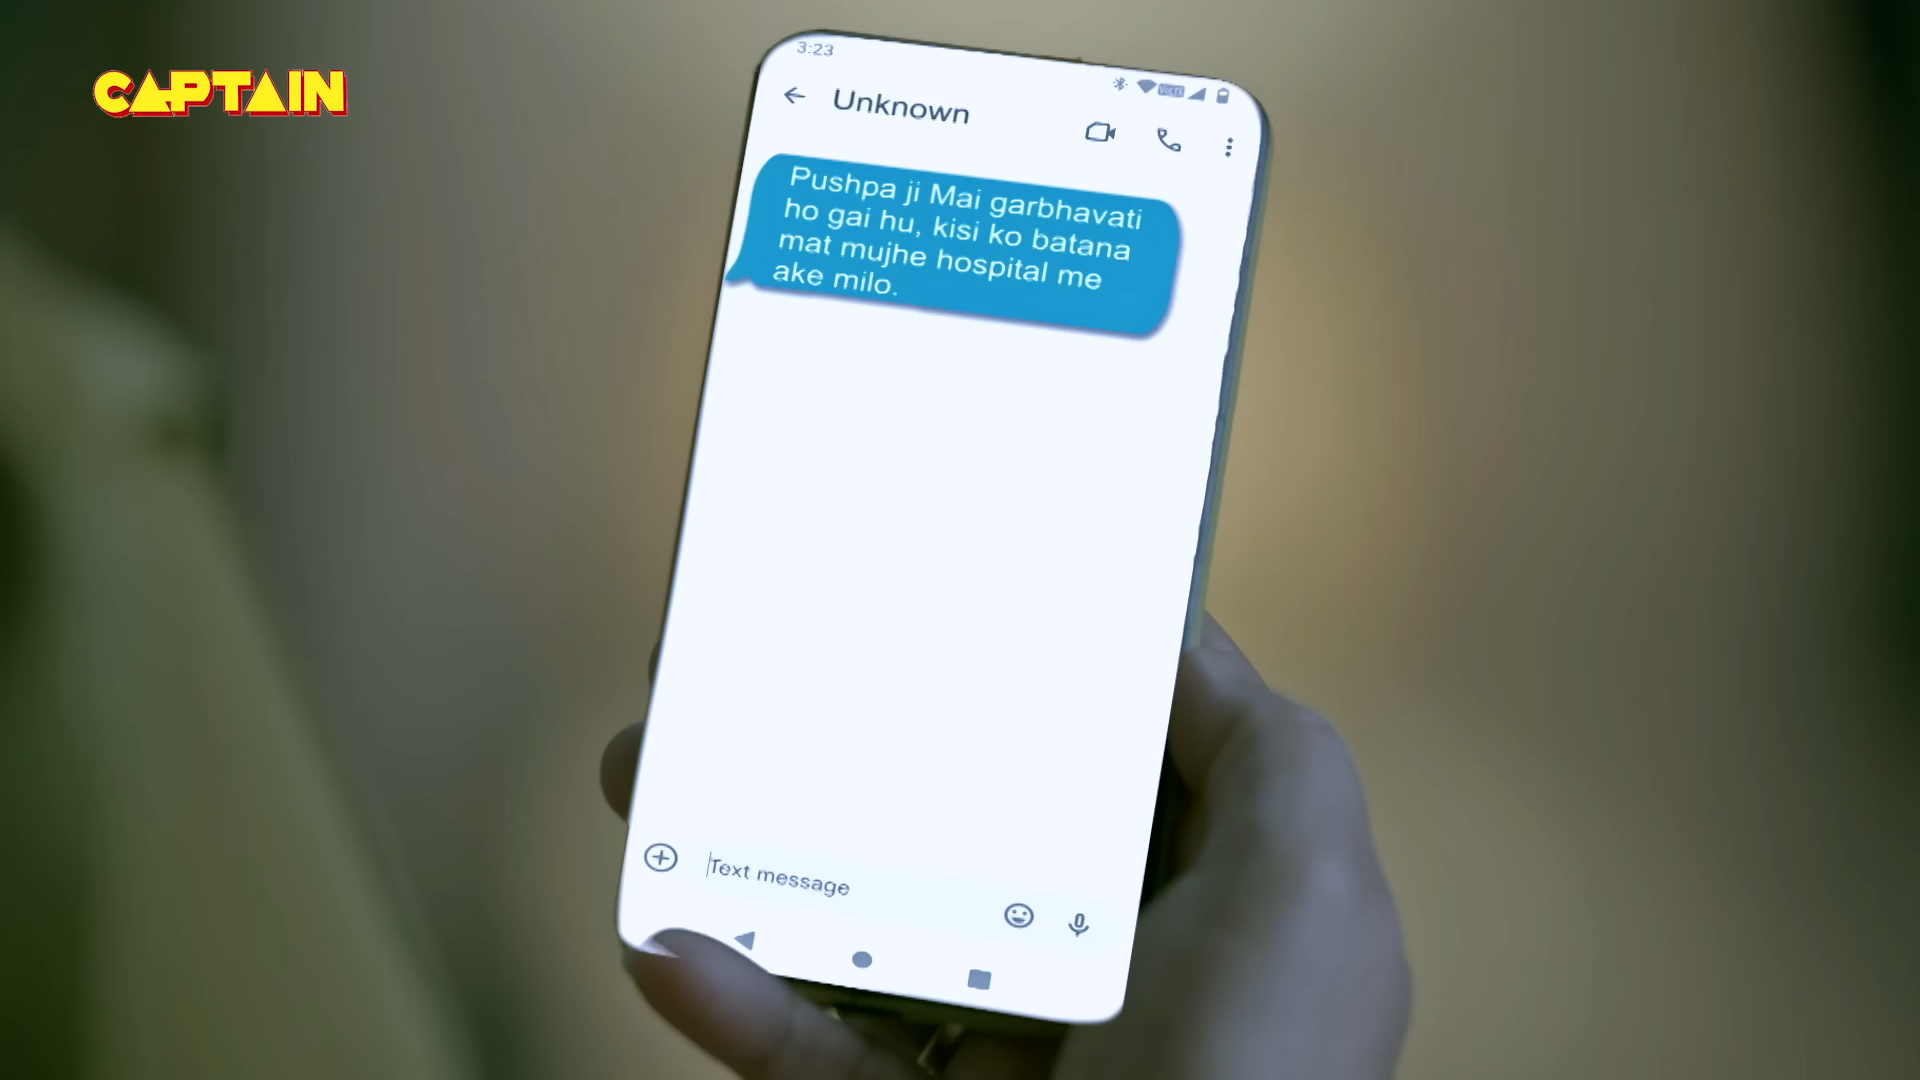 CAPTAIN
3:23
Unknown
VoLTE
Pushpa ji Mai garbhavati
ho gai hu, kisi ko batana
mat mujhe hospital me
ake milo.
Text message